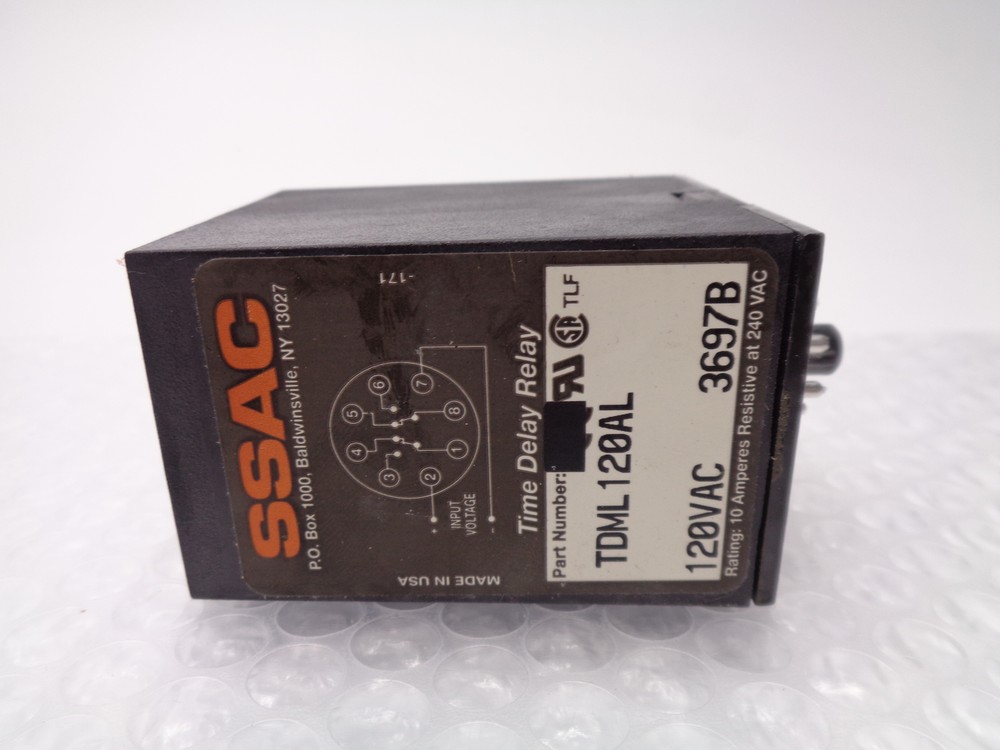 SSAC
P.O. Box 1000, Baldwinsville, NY 13027
-171
6
7
5
8
4
1
3
2
+
INPUT
VOLTAGE
-
MADE IN USA
Time Delay Relay
Part Number:
TLF
TDML120AL
120VAC 3697B
Rating: 10 Amperes Resistive at 240 VAC